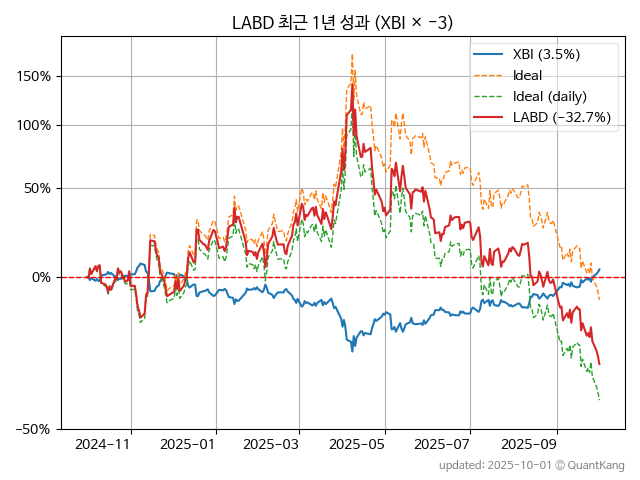 LABD 최근 1년 성과 (XBI × −3)
XBI (3.5%)
Ideal
Ideal (daily)
LABD (−32.7%)
150%
100%
50%
0%
−50%
2024-11 2025-01 2025-03 2025-05 2025-07 2025-09
updated: 2025-10-01 © QuantKang